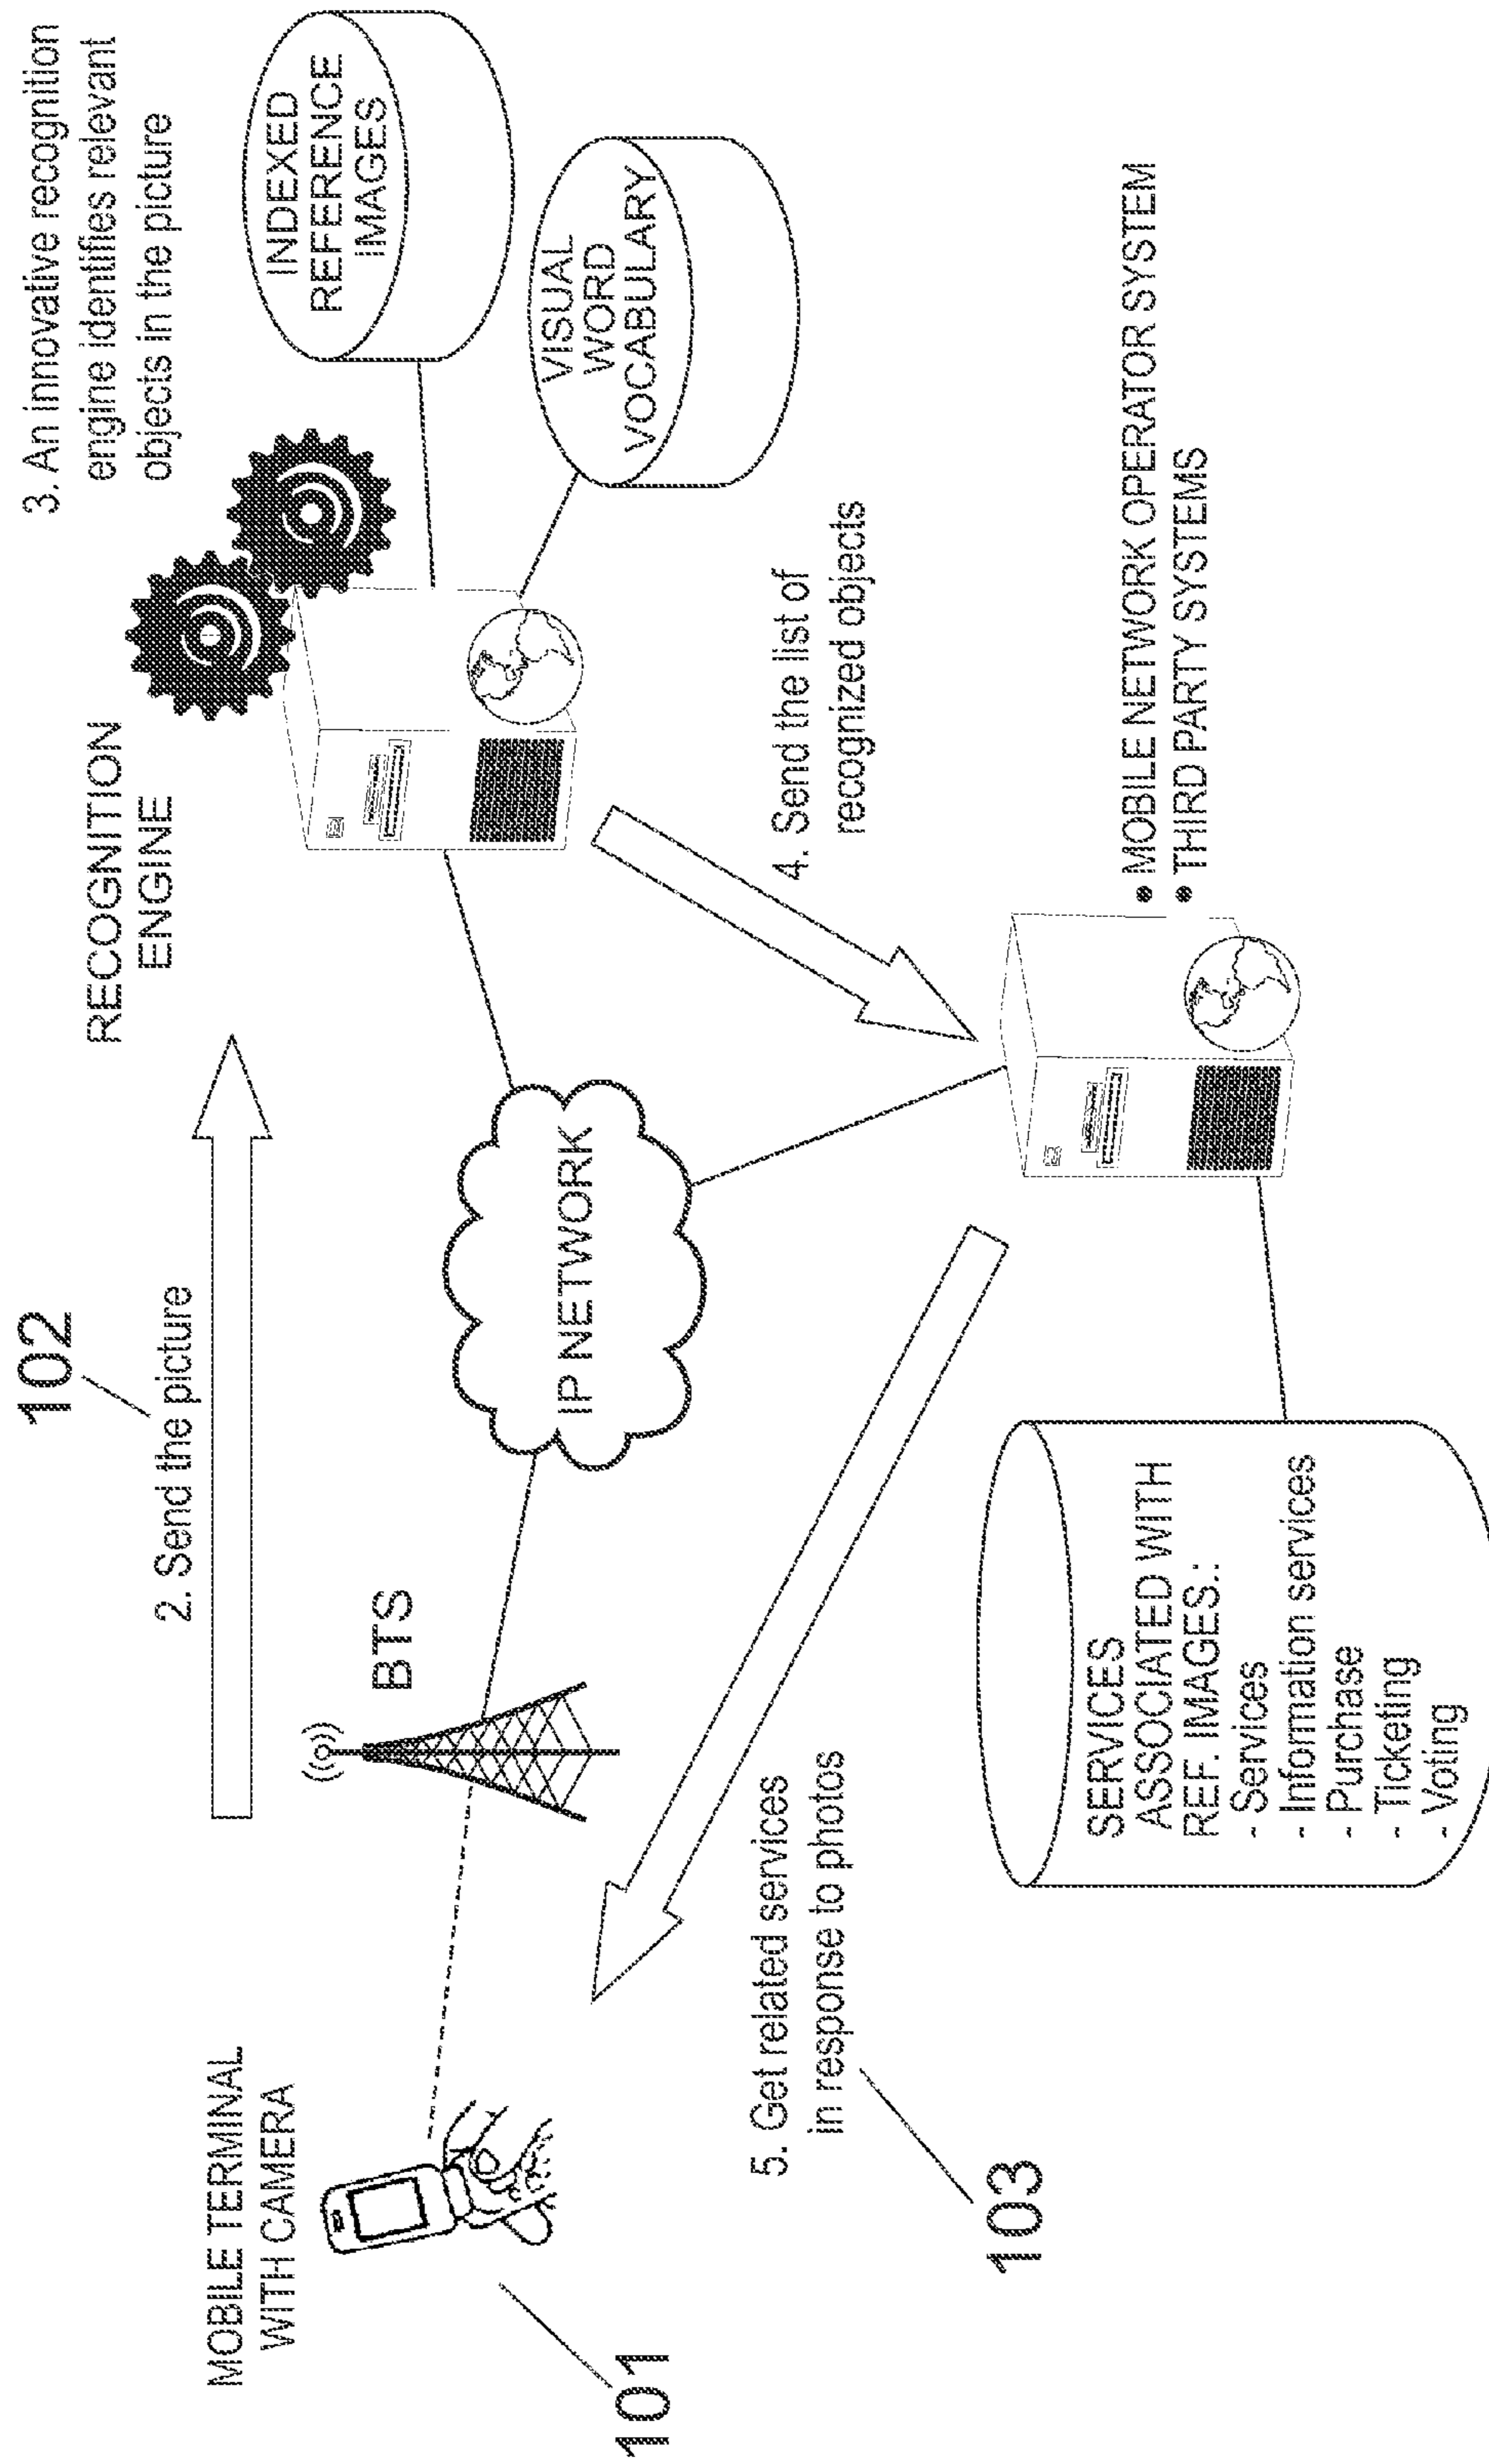 102
2. Send the picture
3. An innovative recognition
engine identifies relevant
objects in the picture
RECOGNITION
ENGINE
INDEXED
REFERENCE
IMAGES
VISUAL
WORD
VOCABULARY
MOBILE TERMINAL
WITH CAMERA
101
BTS
IP NETWORK
4. Send the list of
recognized objects
5. Get related services
in response to photos
103
• MOBILE NETWORK OPERATOR SYSTEM
• THIRD PARTY SYSTEMS
SERVICES
ASSOCIATED WITH
REF. IMAGES.:
- Services
- Information services
- Purchase
- Ticketing
- Voting